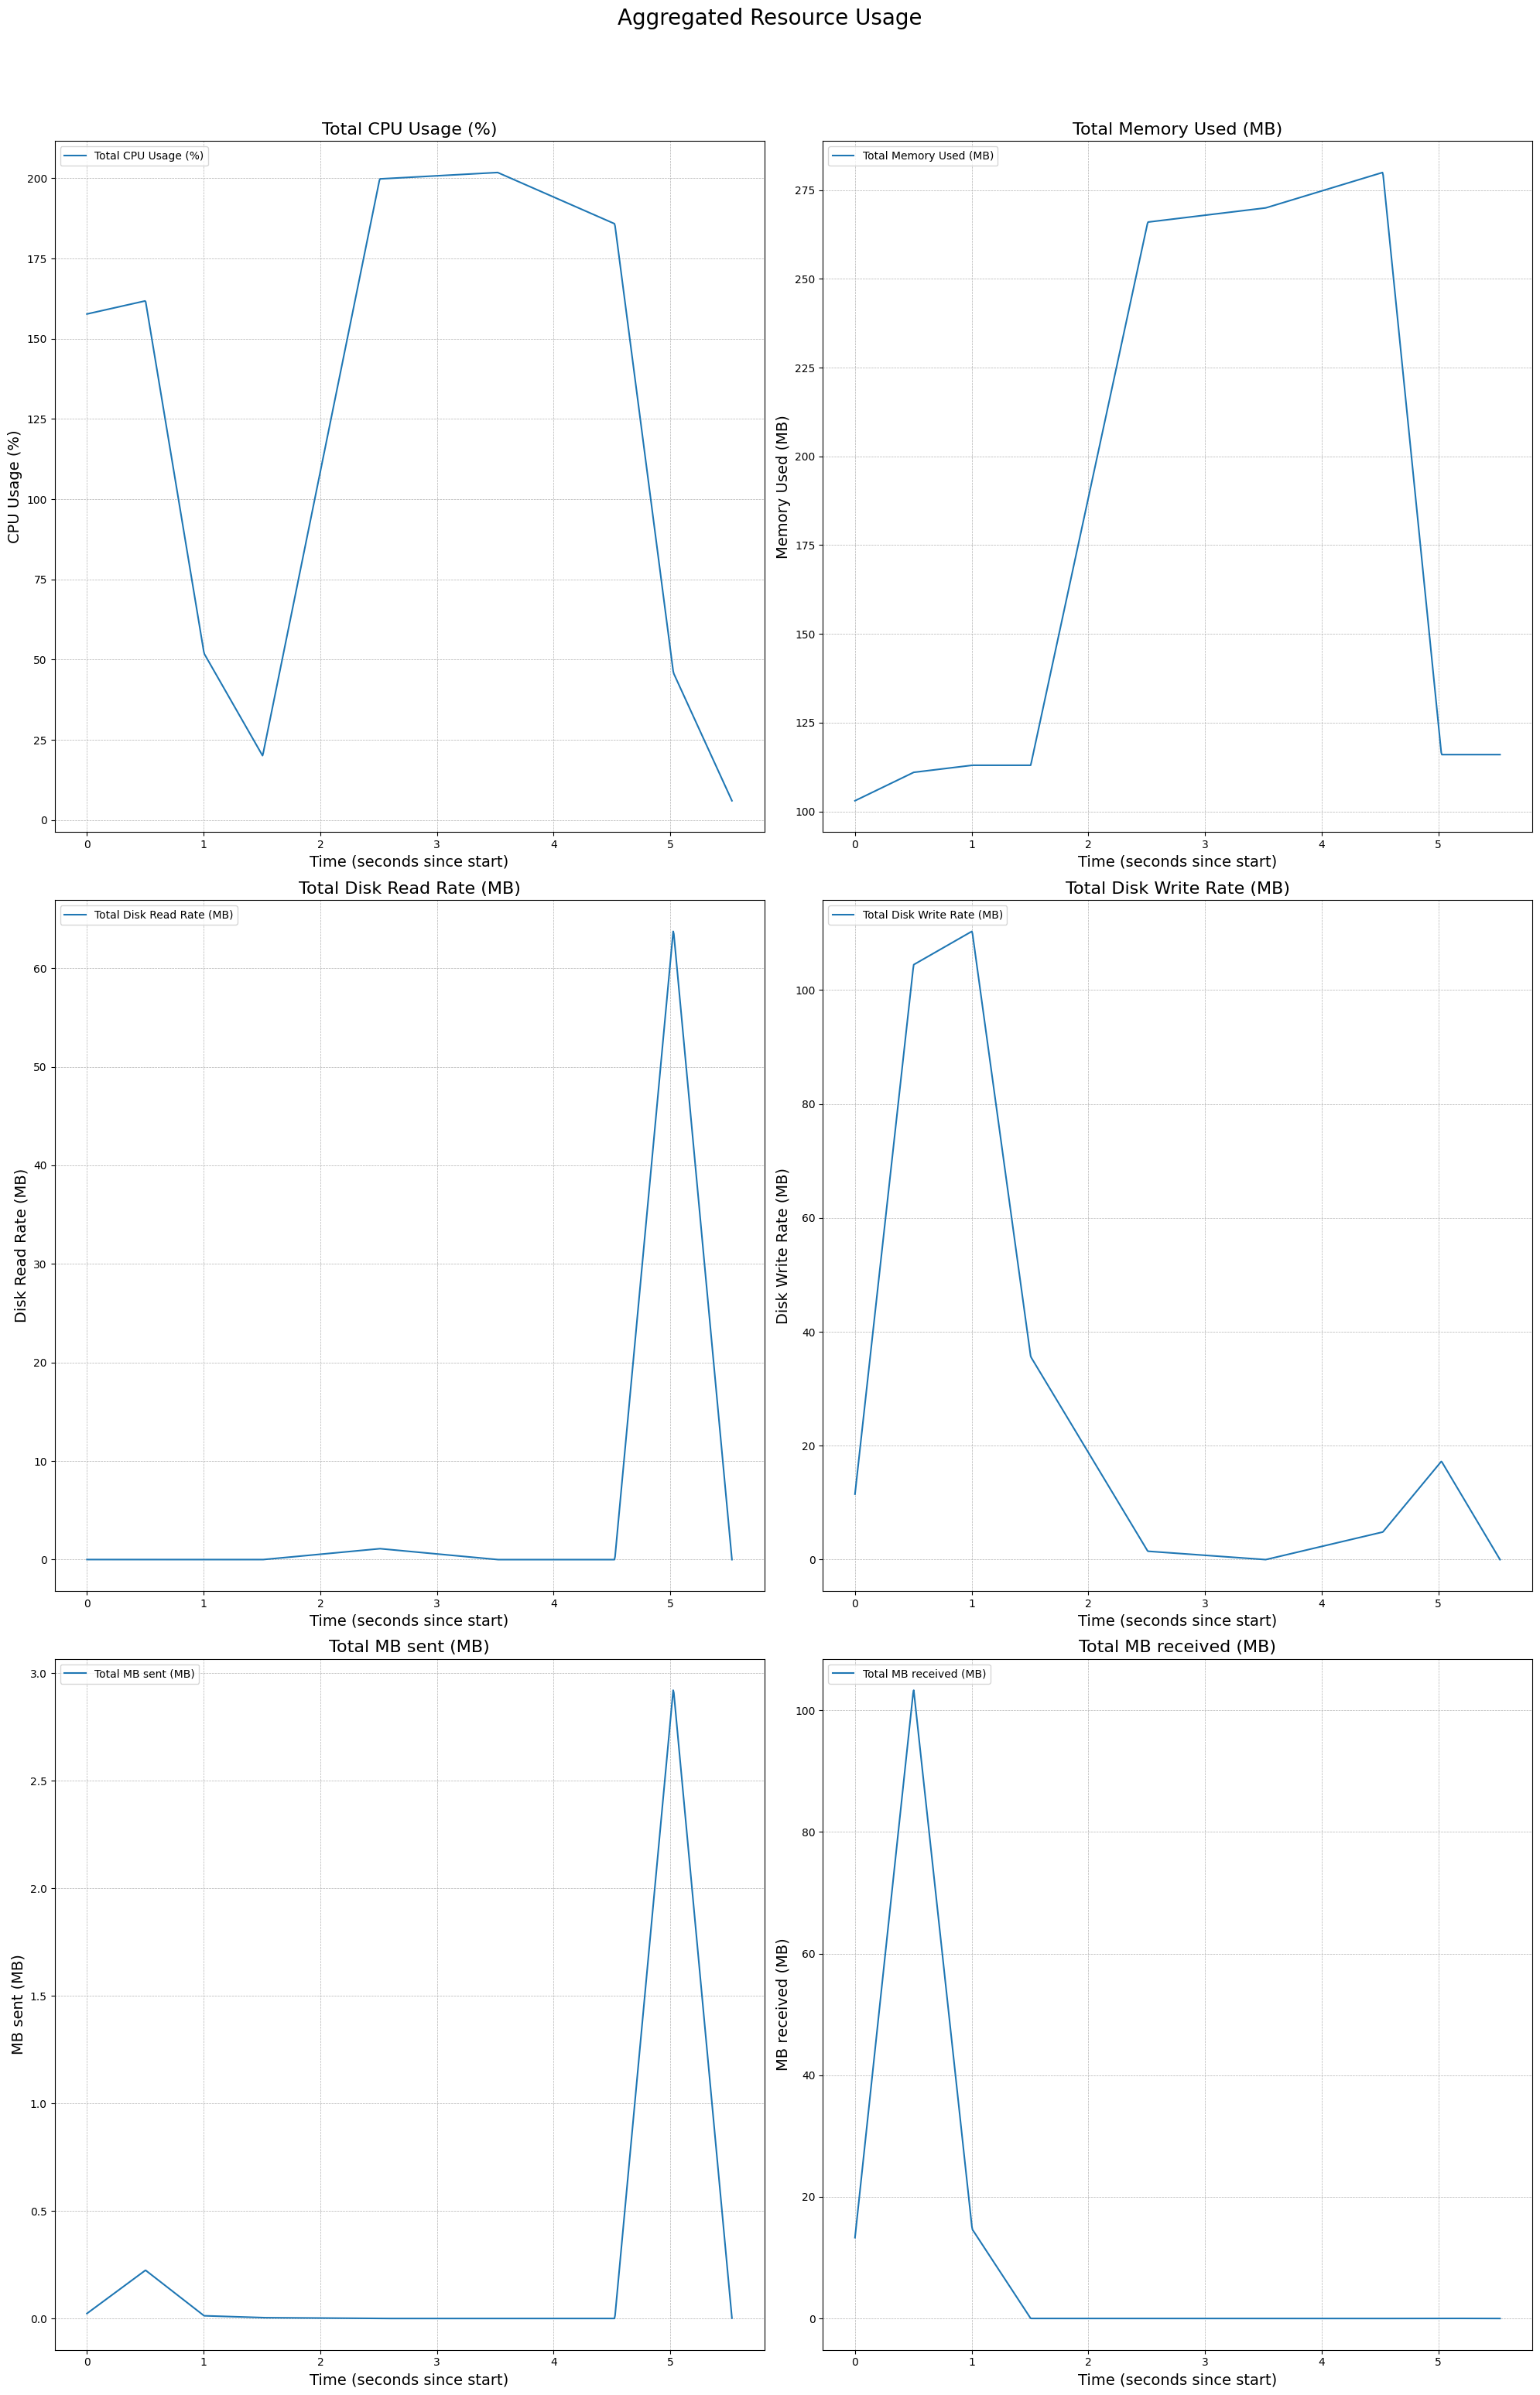 Aggregated Resource Usage
Total CPU Usage (%)
Total CPU Usage (%)
200
175
150
125
100
75
50
25
0
CPU Usage (%)
0 1 2 3 4 5
Time (seconds since start)
Total Memory Used (MB)
Total Memory Used (MB)
275
250
225
200
175
150
125
100
Memory Used (MB)
0 1 2 3 4 5
Time (seconds since start)
Total Disk Read Rate (MB)
Total Disk Read Rate (MB)
60
50
40
30
20
10
0
Disk Read Rate (MB)
0 1 2 3 4 5
Time (seconds since start)
Total Disk Write Rate (MB)
Total Disk Write Rate (MB)
100
80
60
40
20
0
Disk Write Rate (MB)
0 1 2 3 4 5
Time (seconds since start)
Total MB sent (MB)
Total MB sent (MB)
3.0
2.5
2.0
1.5
1.0
0.5
0.0
MB sent (MB)
0 1 2 3 4 5
Time (seconds since start)
Total MB received (MB)
Total MB received (MB)
100
80
60
40
20
0
MB received (MB)
0 1 2 3 4 5
Time (seconds since start)